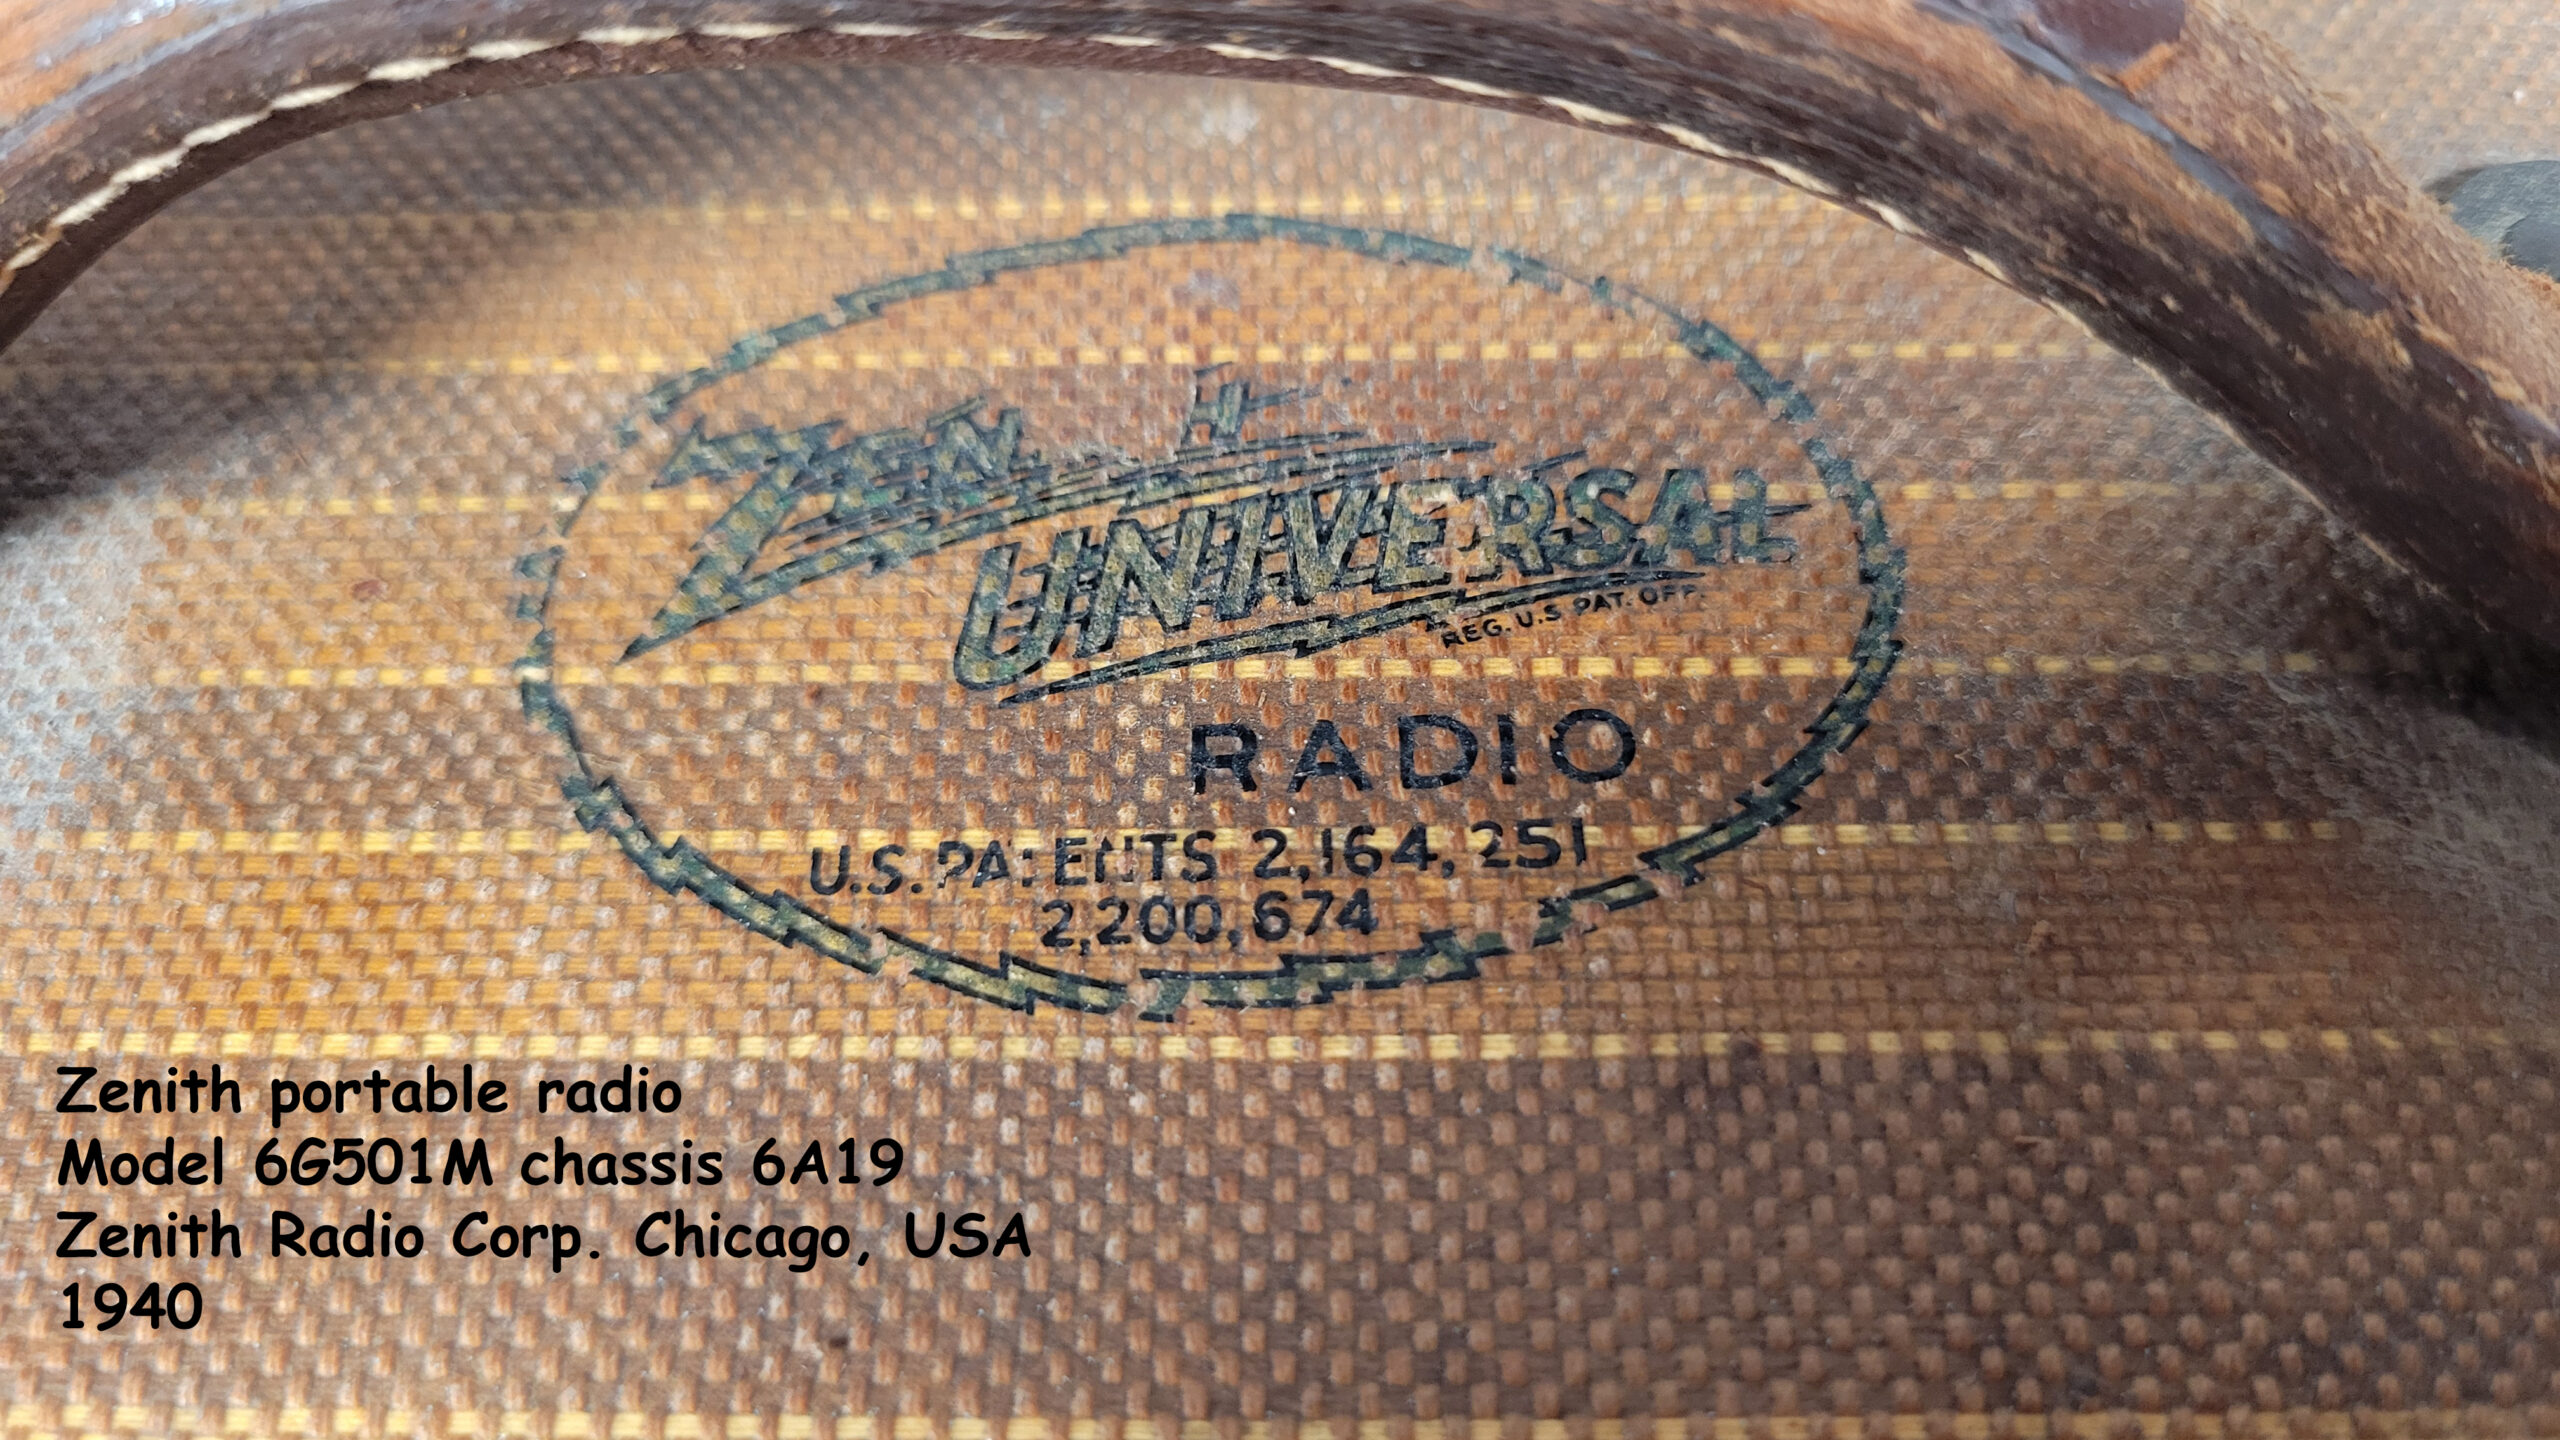 Zenith
UNIVERSAL
REG. U.S. PAT. OFF.
RADIO
U.S. PATENTS 2,164,251
2,200,674
Zenith portable radio
Model 6G501M chassis 6A19
Zenith Radio Corp. Chicago, USA
1940